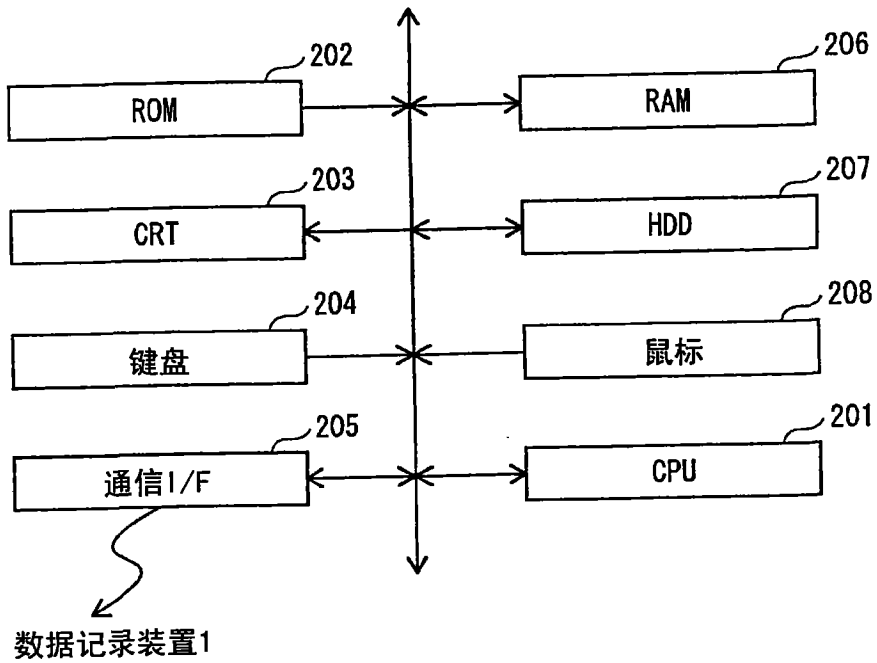 202
ROM
206
RAM
203
CRT
207
HDD
204
键盘
208
鼠标
205
通信I/F
201
CPU
数据记录装置1